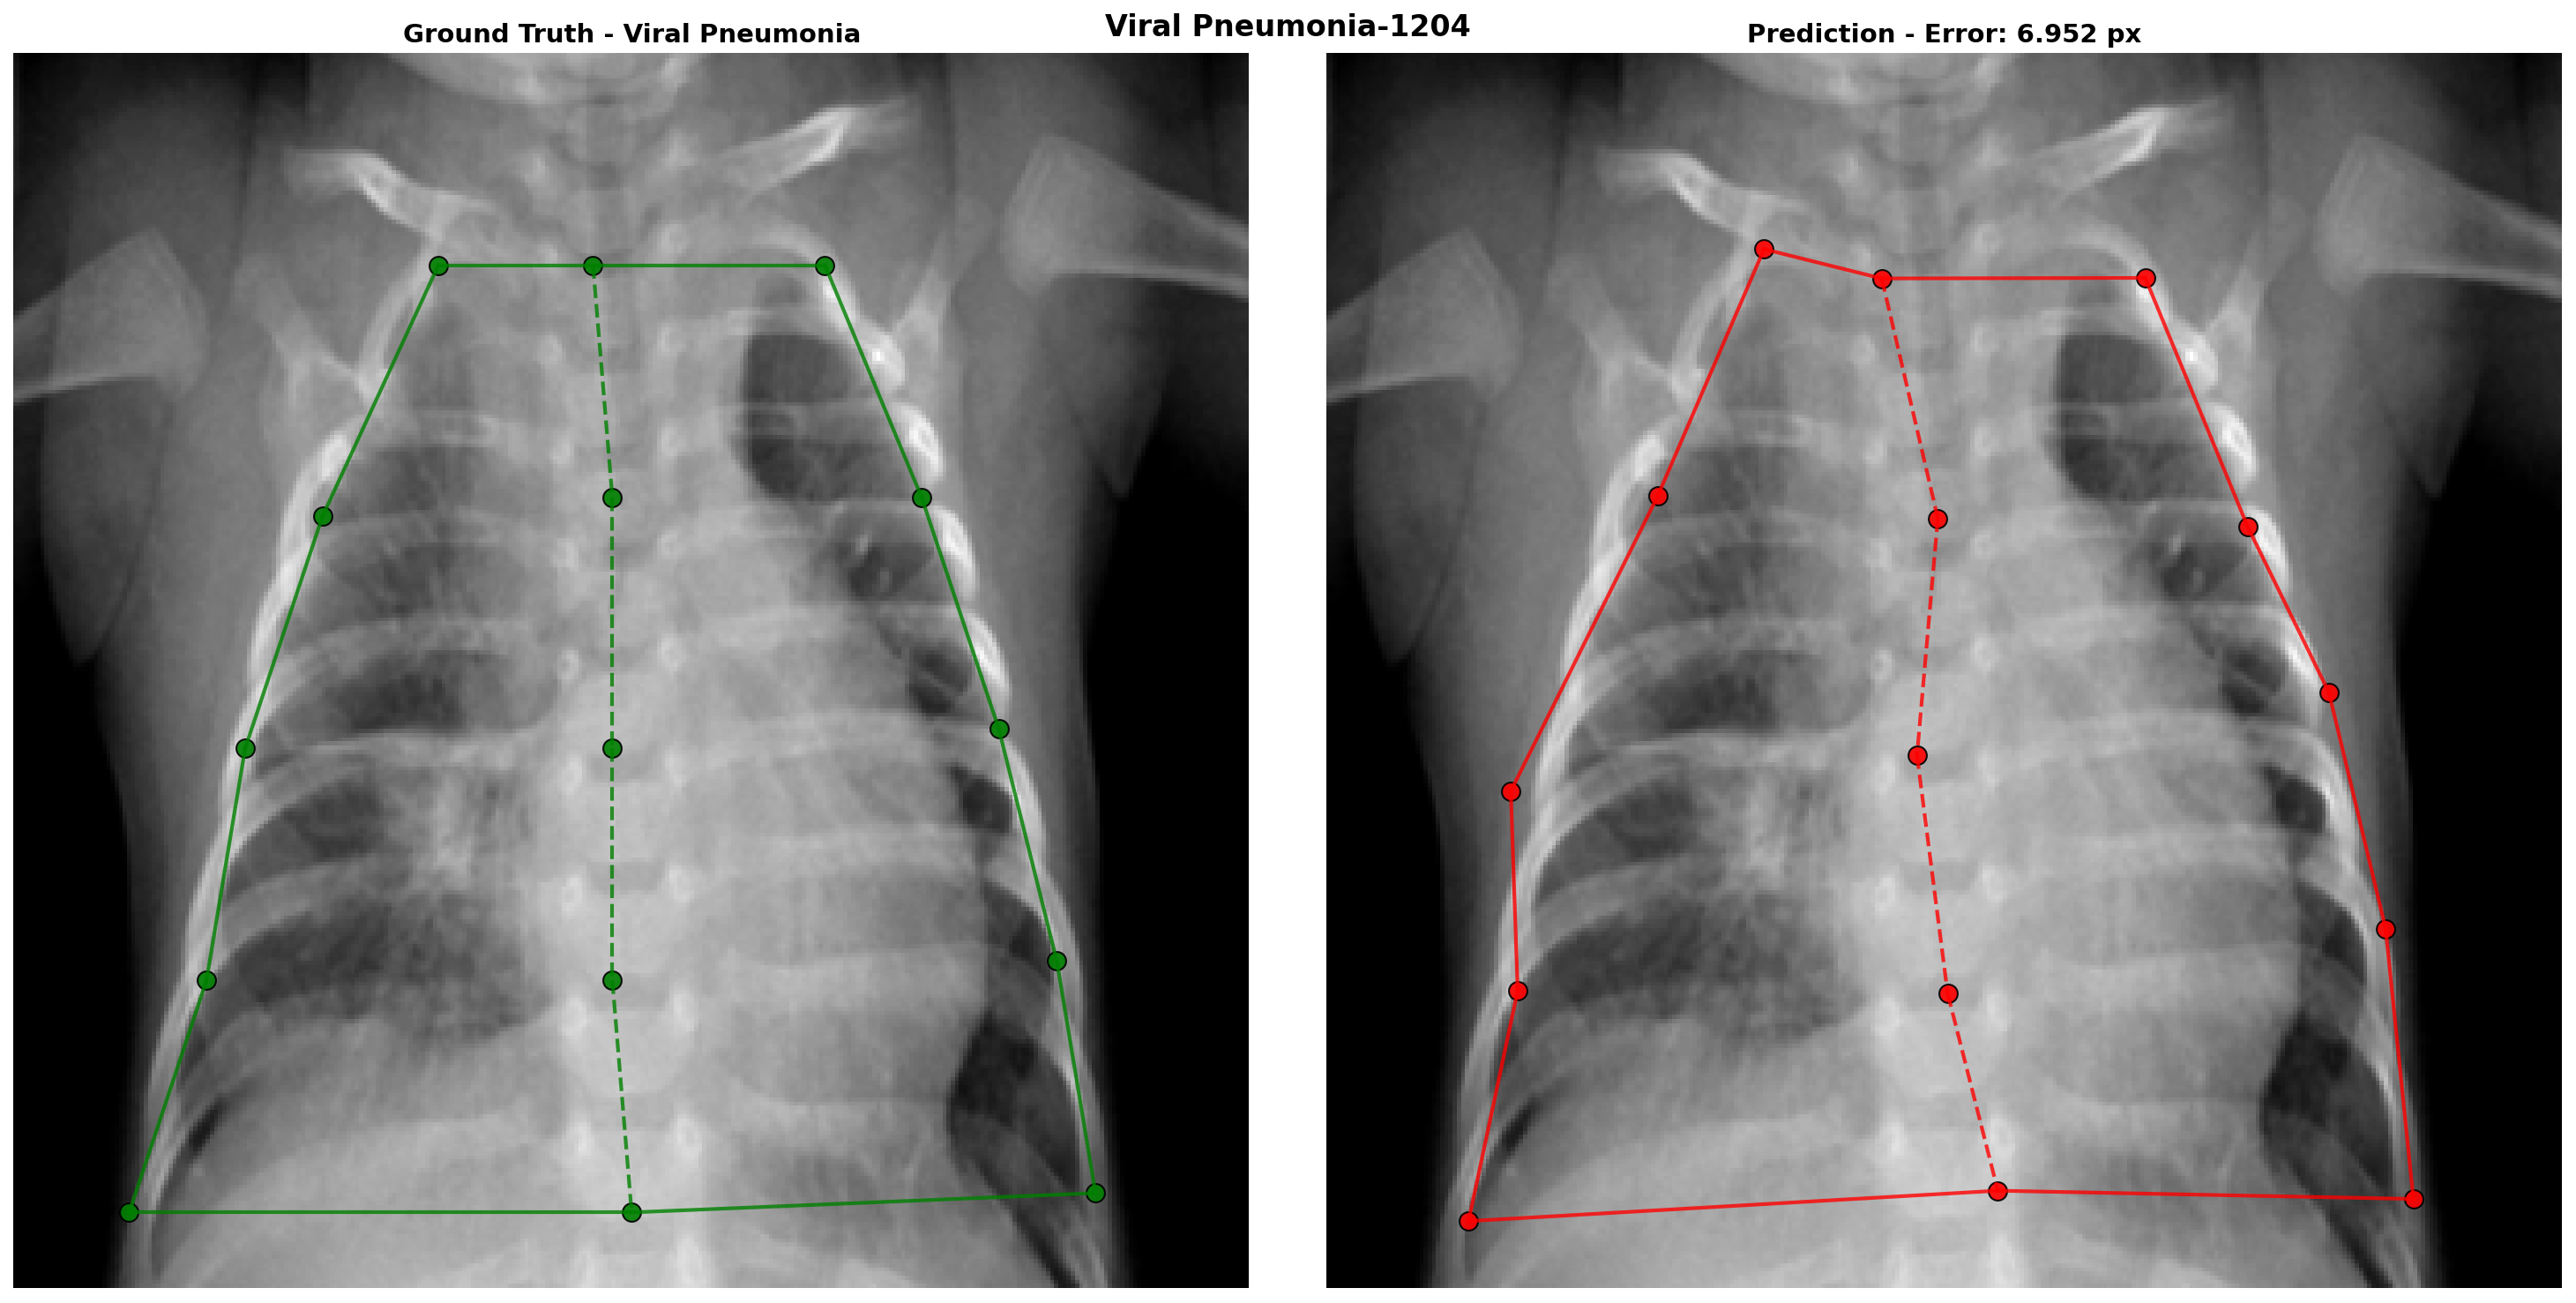 Viral Pneumonia-1204
Ground Truth - Viral Pneumonia
Prediction - Error: 6.952 px